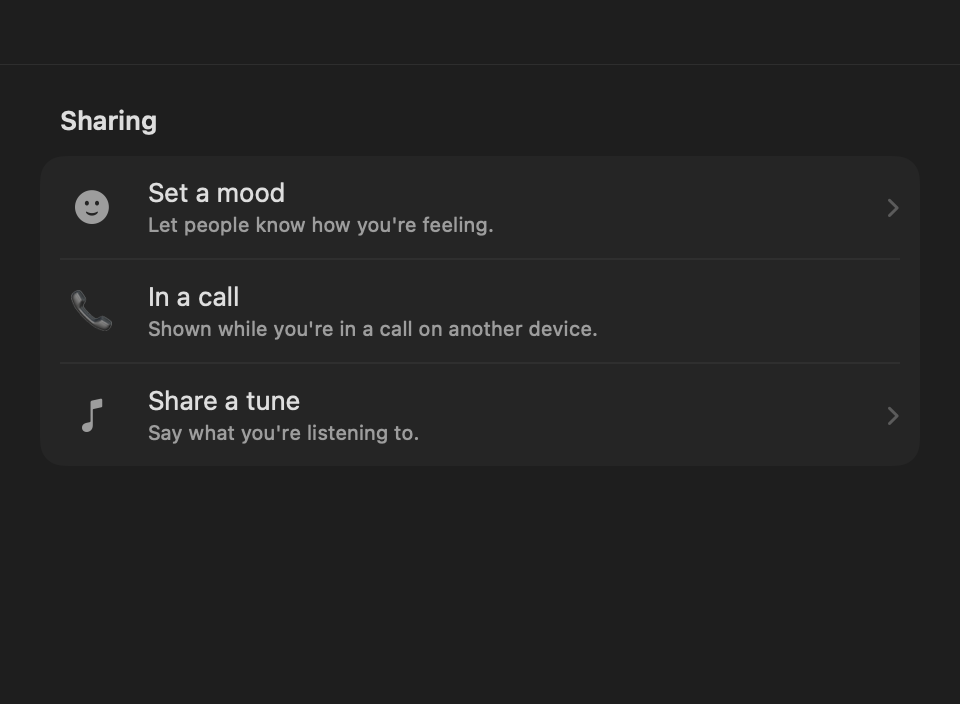 Sharing
Set a mood
Let people know how you're feeling.
In a call
Shown while you're in a call on another device.
Share a tune
Say what you're listening to.